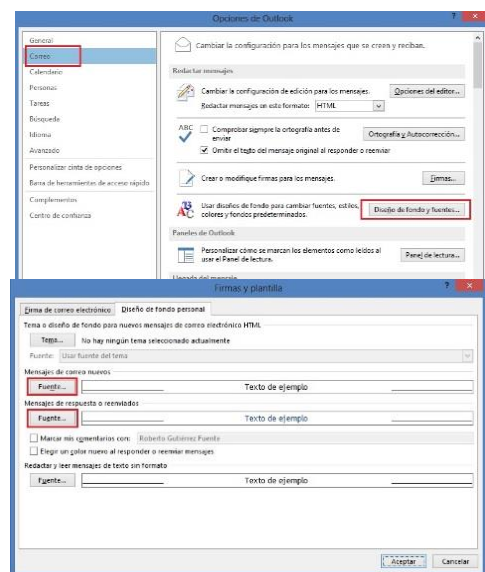 Opciones de Outlook
?
General
Correo
Calendario
Personas
Tareas
Búsqueda
Idioma
Avanzado
Personalizar cinta de opciones
Barra de herramientas de acceso rápido
Complementos
Centro de confianza
Cambiar la configuración para los mensajes que se creen y reciban.
Redactar mensajes
Cambiar la configuración de edición para los mensajes.
Opciones del editor...
Redactar mensajes en este formato: HTML
ABC
Comprobar siempre la ortografía antes de
enviar
Ortografía y Autocorrección...
Omitir el texto del mensaje original al responder o reenviar
Crear o modifique firmas para los mensajes.
Firmas...
Usar diseños de fondo para cambiar fuentes, estilos,
colores y fondos predeterminados.
Diseño de fondo y fuentes...
Paneles de Outlook
Personalizar cómo se marcan los elementos como leídos al
usar el Panel de lectura.
Panel de lectura...
Llegada del mensaje
Firmas y plantilla
?
Firma de correo electrónico Diseño de fondo personal
Tema o diseño de fondo para nuevos mensajes de correo electrónico HTML
Tema... No hay ningún tema seleccionado actualmente
Fuente: Usar fuente del tema
Mensajes de correo nuevos
Fuente... Texto de ejemplo
Mensajes de respuesta o reenviados
Fuente... Texto de ejemplo
Marcar mis comentarios con: Roberto Gutiérrez Fuente
Elegir un color nuevo al responder o reenviar mensajes
Redactar y leer mensajes de texto sin formato
Fuente... Texto de ejemplo
Aceptar Cancelar